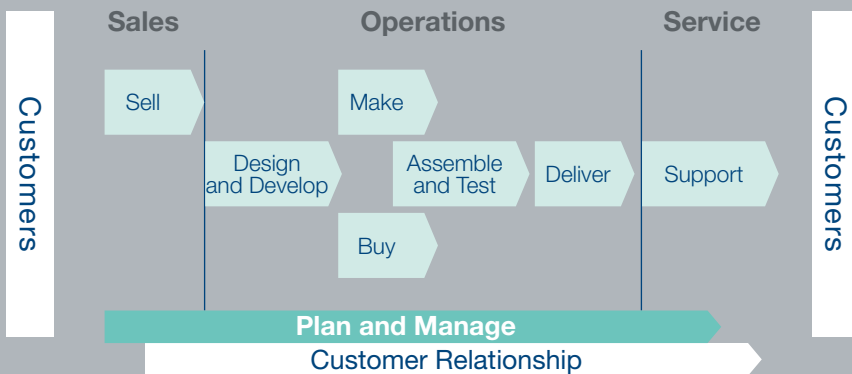 Sales
Operations
Service
Customers
Sell
Make
Design
and Develop
Assemble
and Test
Deliver
Support
Buy
Customers
Plan and Manage
Customer Relationship